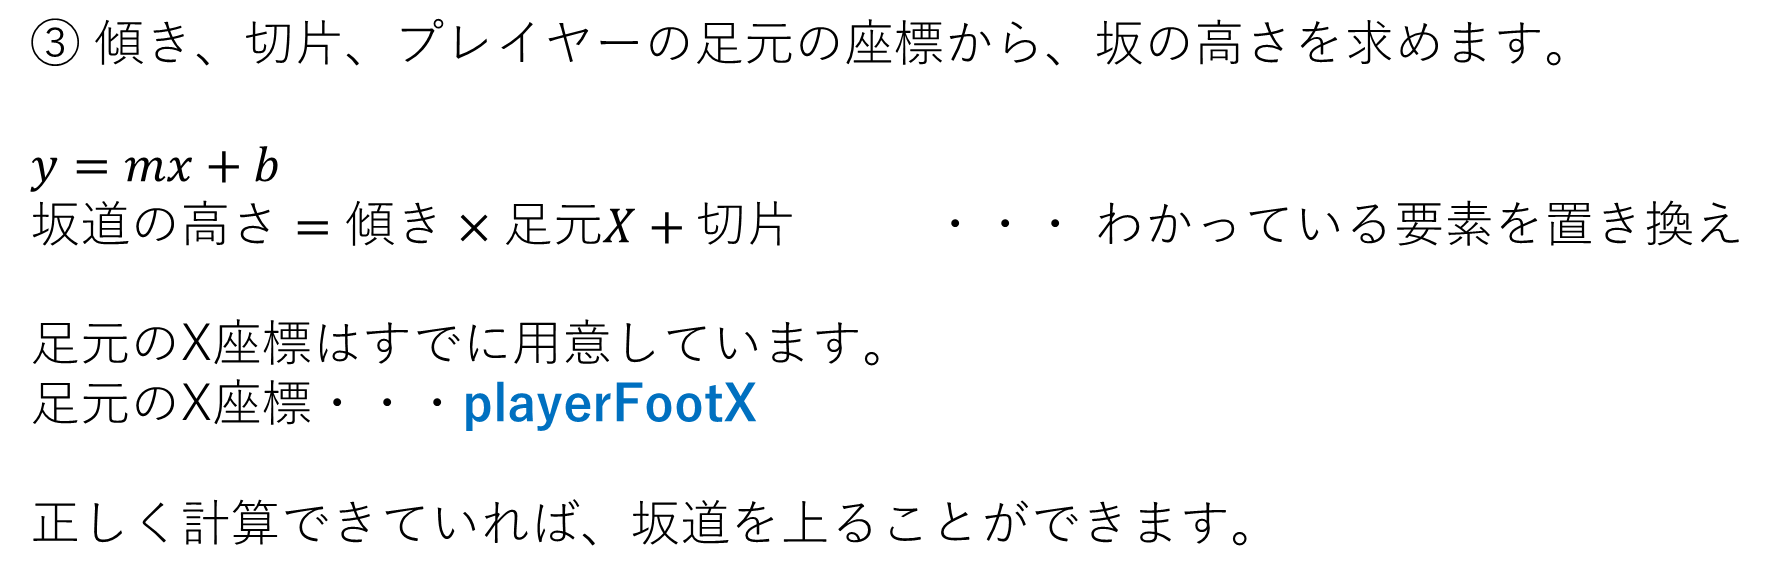 ③ 傾き、切片、プレイヤーの足元の座標から、坂の高さを求めます。
y = mx + b
坂道の高さ = 傾き × 足元X + 切片　　　・・・ わかっている要素を置き換え
足元のX座標はすでに用意しています。
足元のX座標・・・playerFootX
正しく計算できていれば、坂道を上ることができます。